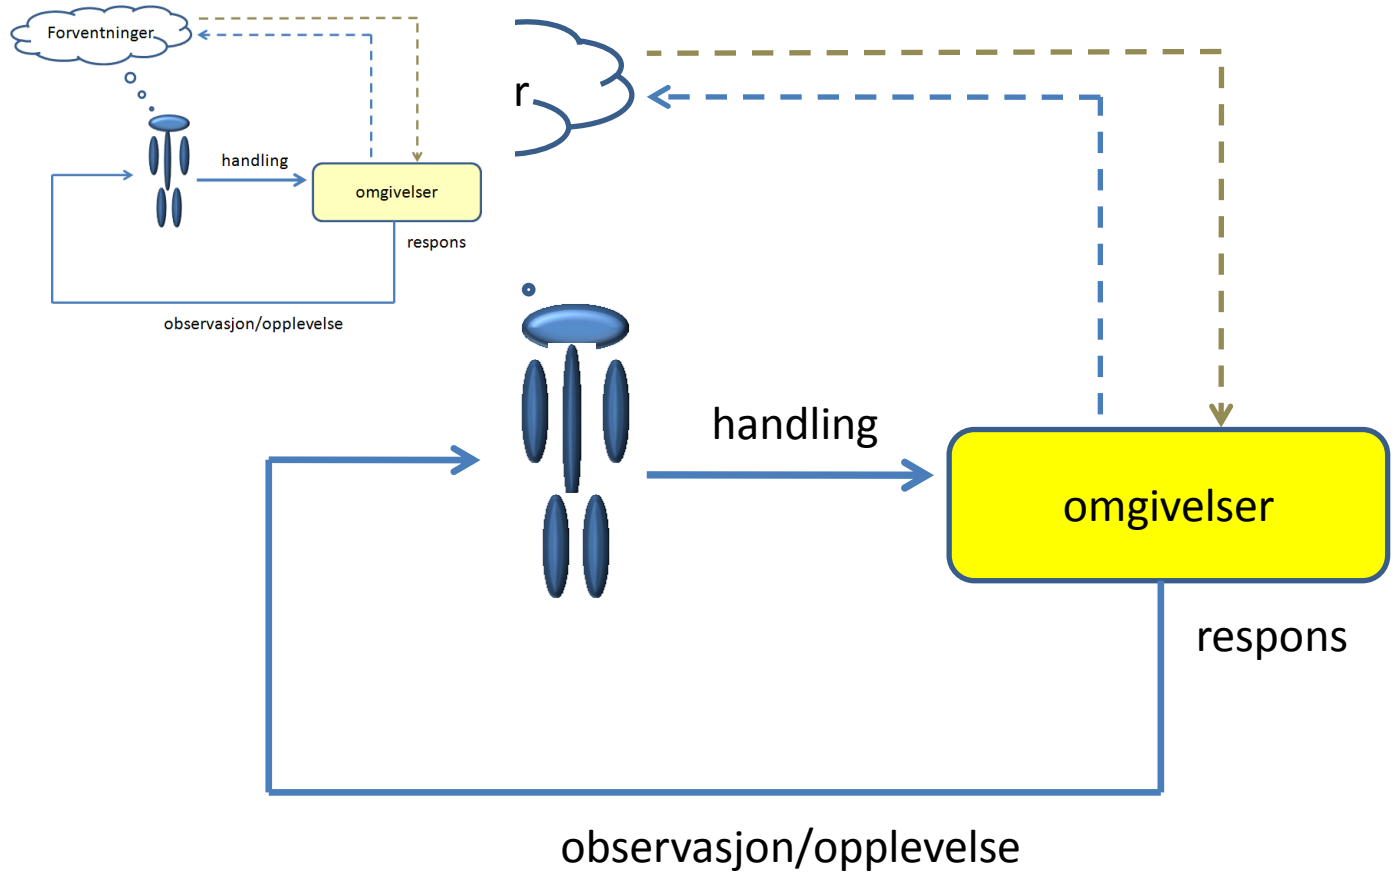 Forventninger
handling
omgivelser
respons
observasjon/opplevelse
r
handling
omgivelser
respons
observasjon/opplevelse